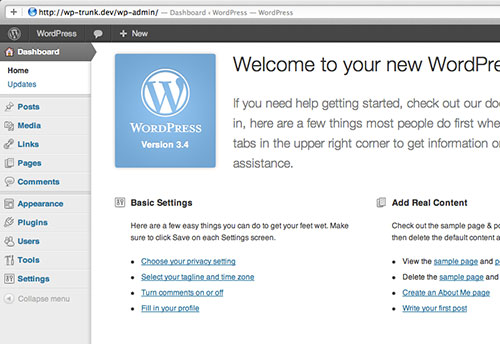 http://wp-trunk.dev/wp-admin/ — Dashboard ‹ WordPress — WordPress
WordPress + New
Dashboard
Home
Updates
Posts
Media
Links
Pages
Comments
Appearance
Plugins
Users
Tools
Settings
Collapse menu
WORDPRESS
Version 3.4
Welcome to your new WordPre
If you need help getting started, check out our do
in, here are a few things most people do first whe
tabs in the upper right corner to get information o
assistance.
Basic Settings
Here are a few easy things you can do to get your feet wet. Make
sure to click Save on each Settings screen.
• Choose your privacy setting
• Select your tagline and time zone
• Turn comments on or off
• Fill in your profile
Add Real Content
Check out the sample page & po
then delete the default content a
• View the sample page and p
• Delete the sample page and
• Create an About Me page
• Write your first post